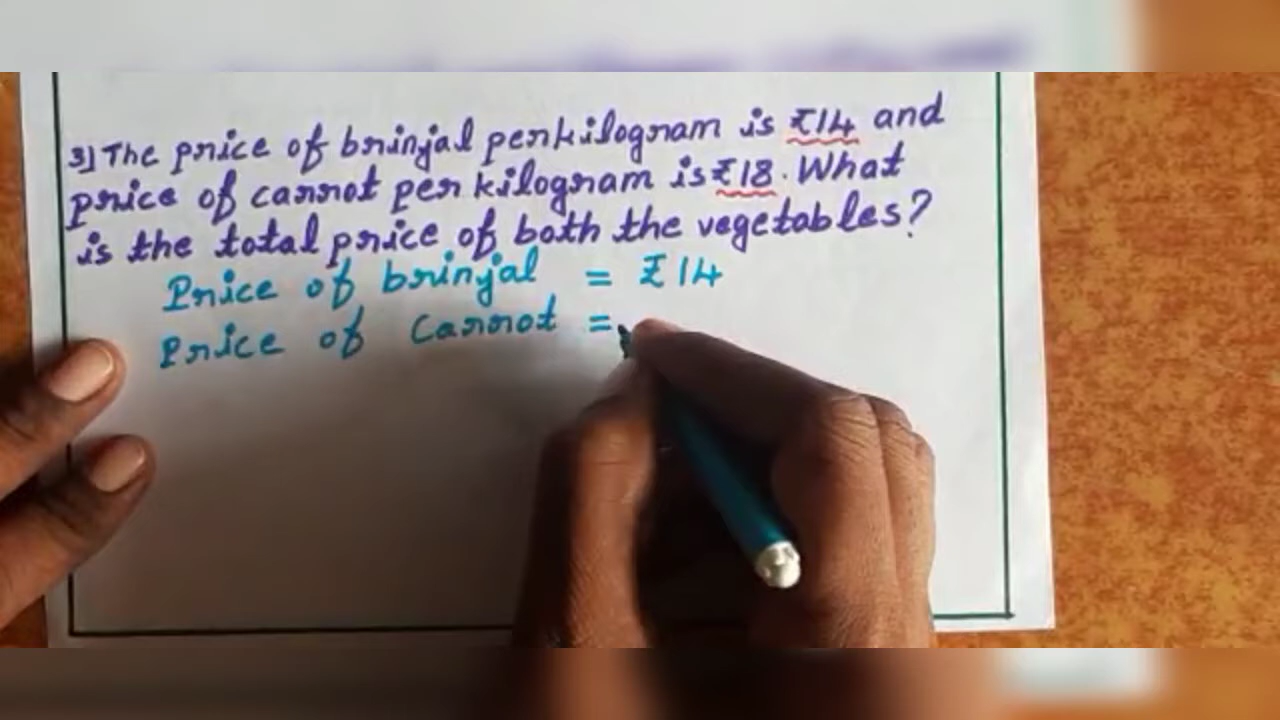 3] The price of brinjal per kilogram is ₹14 and
price of carrot per kilogram is ₹18. What
is the total price of both the vegetables?
Price of brinjal = ₹14
Price of Carrot =